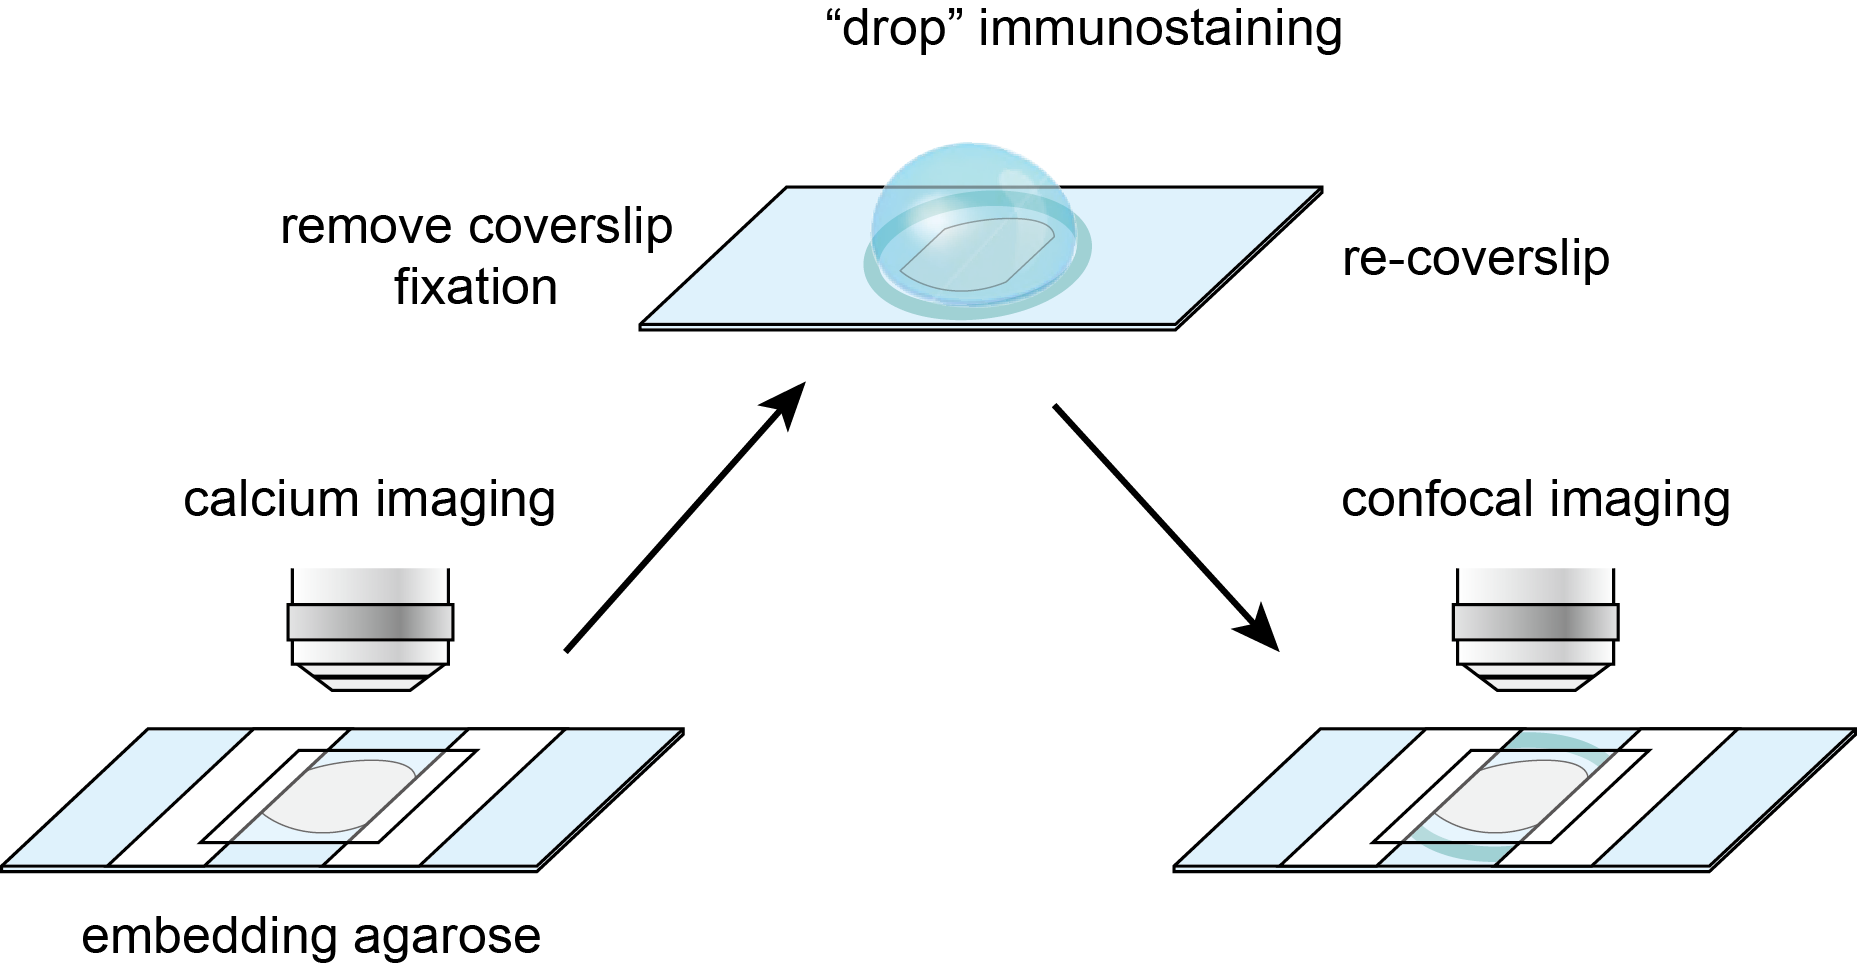 “drop” immunostaining
remove coverslip
fixation
re-coverslip
calcium imaging
confocal imaging
embedding agarose